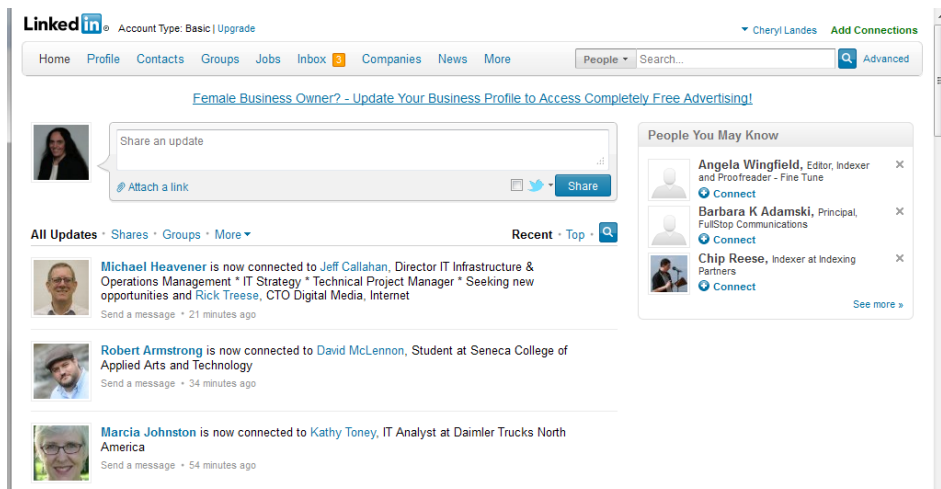 Linked in® Account Type: Basic | Upgrade
Cheryl Landes Add Connections
Home Profile Contacts Groups Jobs Inbox 3 Companies News More
People Search... Advanced
Female Business Owner? - Update Your Business Profile to Access Completely Free Advertising!
Share an update
Attach a link
Share
All Updates · Shares · Groups · More
Recent · Top ·
Michael Heavener is now connected to Jeff Callahan, Director IT Infrastructure &
Operations Management * IT Strategy * Technical Project Manager * Seeking new
opportunities and Rick Treese, CTO Digital Media, Internet
Send a message • 21 minutes ago
Robert Armstrong is now connected to David McLennon, Student at Seneca College of
Applied Arts and Technology
Send a message • 34 minutes ago
Marcia Johnston is now connected to Kathy Toney, IT Analyst at Daimler Trucks North
America
Send a message • 54 minutes ago
People You May Know
Angela Wingfield, Editor, Indexer
and Proofreader - Fine Tune
Connect
Barbara K Adamski, Principal,
FullStop Communications
Connect
Chip Reese, Indexer at Indexing
Partners
Connect
See more »